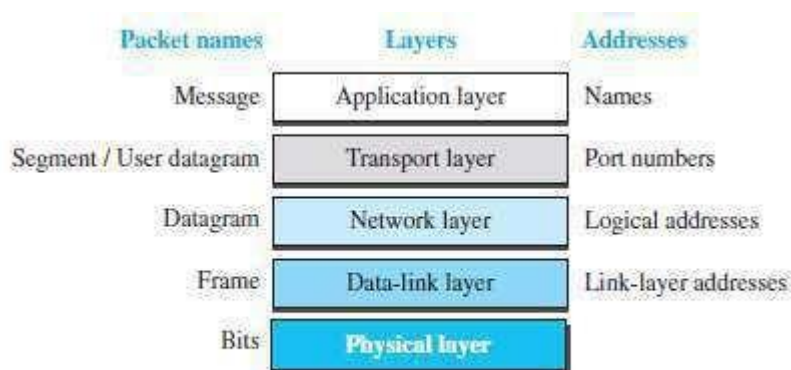 Packet names Layers Addresses
Message Application layer Names
Segment / User datagram Transport layer Port numbers
Datagram Network layer Logical addresses
Frame Data-link layer Link-layer addresses
Bits Physical layer